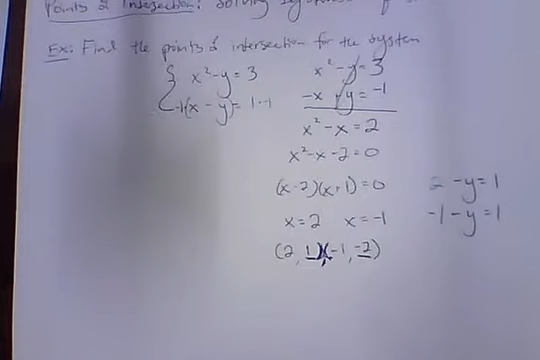 Points of Intersection: Solving Systems of
Ex: Find the points of intersection for the system
x² - y = 3
-1(x - y) = 1 · -1
x² - y = 3
-x + y = -1
x² - x = 2
x² - x - 2 = 0
(x - 2)(x + 1) = 0
x = 2 x = -1
(2, 1), (-1, -2)
2 - y = 1
-1 - y = 1